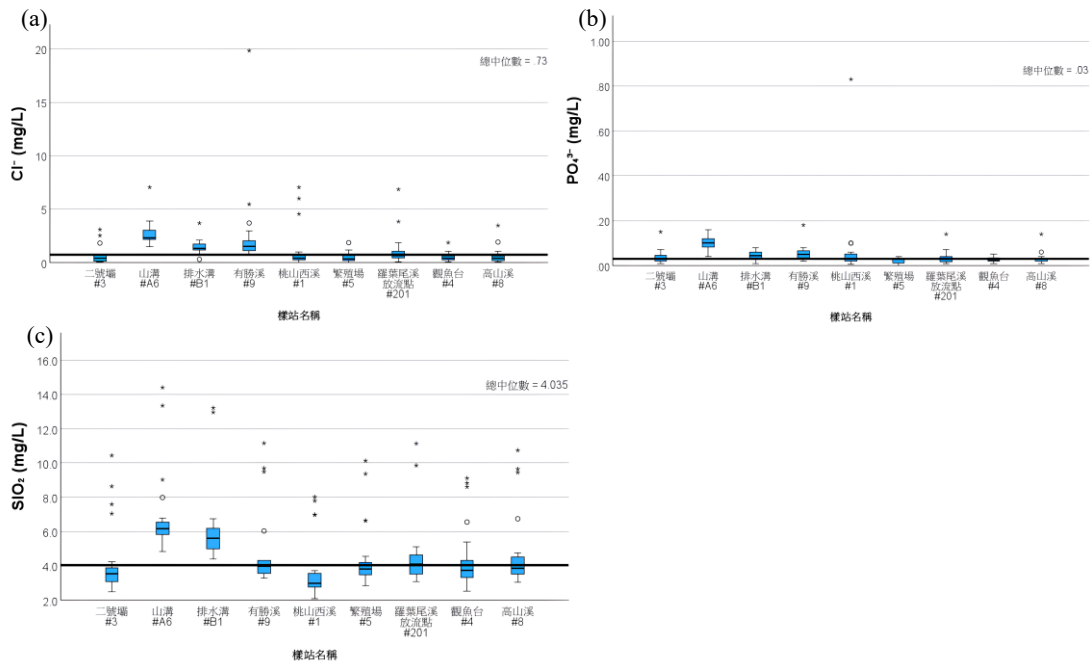 (a)
20
15
10
5
0
Cl⁻ (mg/L)
總中位數 = .73
二號壩
#3
山溝
#A6
排水溝
#B1
有勝溪
#9
桃山西溪
#1
繁殖場
#5
羅葉尾溪
放流點
#201
觀魚台
#4
高山溪
#8
樣站名稱
(b)
1.00
.80
.60
.40
.20
.00
PO₄³⁻ (mg/L)
總中位數 = .03
二號壩
#3
山溝
#A6
排水溝
#B1
有勝溪
#9
桃山西溪
#1
繁殖場
#5
羅葉尾溪
放流點
#201
觀魚台
#4
高山溪
#8
樣站名稱
(c)
16.0
14.0
12.0
10.0
8.0
6.0
4.0
2.0
SIO₂ (mg/L)
總中位數 = 4.035
二號壩
#3
山溝
#A6
排水溝
#B1
有勝溪
#9
桃山西溪
#1
繁殖場
#5
羅葉尾溪
放流點
#201
觀魚台
#4
高山溪
#8
樣站名稱